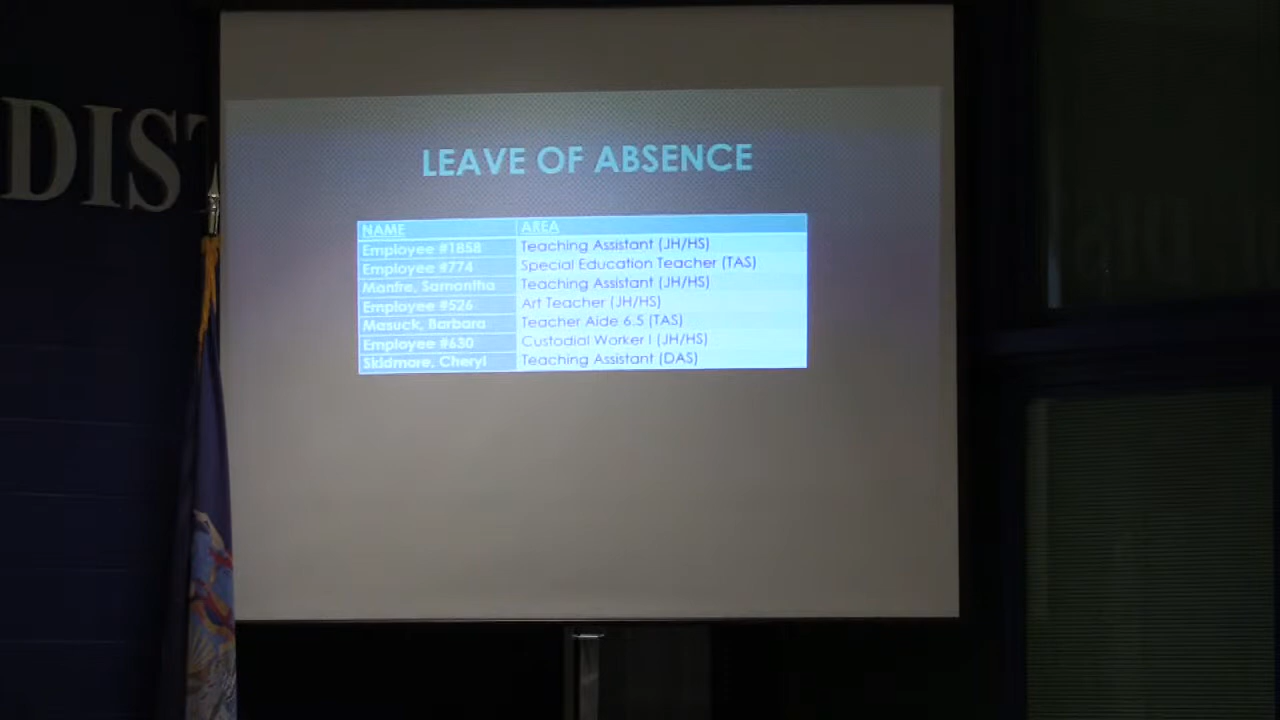 DIST
LEAVE OF ABSENCE
NAME AREA
Employee #1858 Teaching Assistant (JH/HS)
Employee #774 Special Education Teacher (TAS)
Monfre, Samantha Teaching Assistant (JH/HS)
Employee #526 Art Teacher (JH/HS)
Masuck, Barbara Teacher Aide 6.5 (TAS)
Employee #630 Custodial Worker I (JH/HS)
Skidmore, Cheryl Teaching Assistant (DAS)